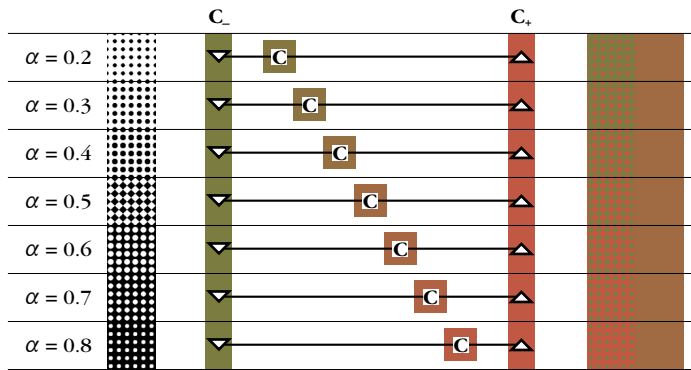 C₋ C₊
α = 0.2 C
α = 0.3 C
α = 0.4 C
α = 0.5 C
α = 0.6 C
α = 0.7 C
α = 0.8 C